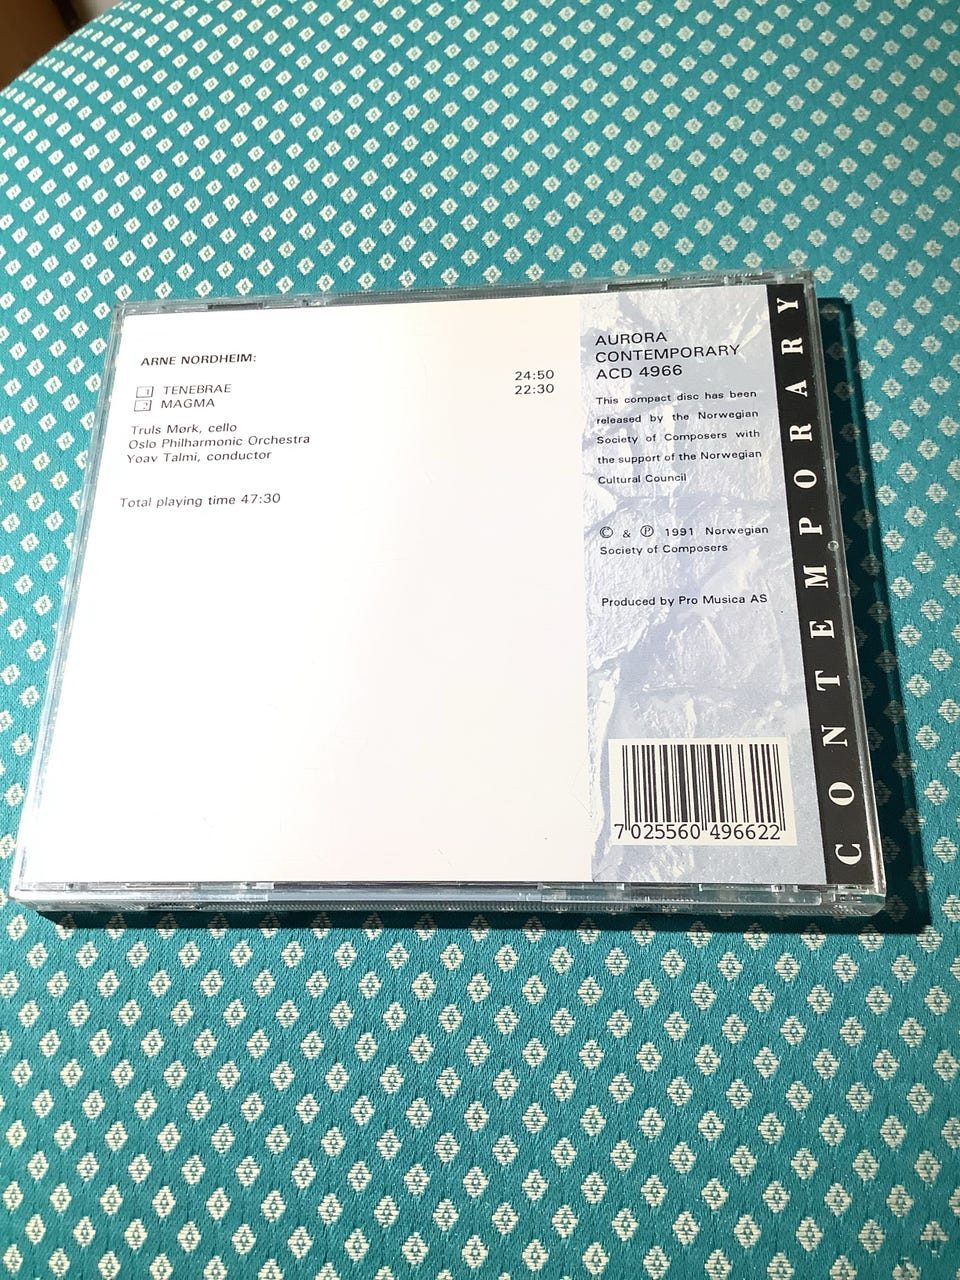 ARNE NORDHEIM:
1 TENEBRAE 24:50
2 MAGMA 22:30
Truls Mørk, cello
Oslo Philharmonic Orchestra
Yoav Talmi, conductor
Total playing time 47:30
AURORA
CONTEMPORARY
ACD 4966
This compact disc has been
released by the Norwegian
Society of Composers with
the support of the Norwegian
Cultural Council
© & ℗ 1991 Norwegian
Society of Composers
Produced by Pro Musica AS
7 025560 496622
CONTEMPORARY